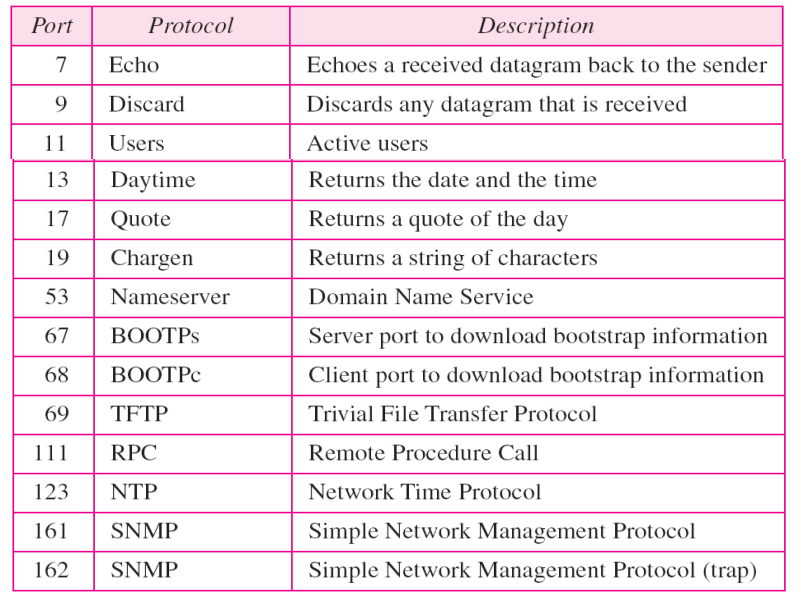 Port Protocol Description
7 Echo Echoes a received datagram back to the sender
9 Discard Discards any datagram that is received
11 Users Active users
13 Daytime Returns the date and the time
17 Quote Returns a quote of the day
19 Chargen Returns a string of characters
53 Nameserver Domain Name Service
67 BOOTPs Server port to download bootstrap information
68 BOOTPc Client port to download bootstrap information
69 TFTP Trivial File Transfer Protocol
111 RPC Remote Procedure Call
123 NTP Network Time Protocol
161 SNMP Simple Network Management Protocol
162 SNMP Simple Network Management Protocol (trap)